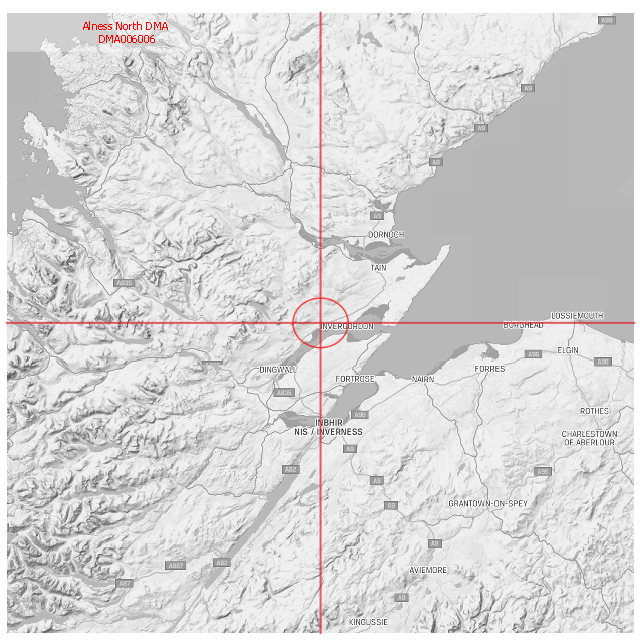 Alness North DMA
DMA006006
A99
A9
A9
A9
A9
DORNOCH
TAIN
A835
INVERGORDON
BURGHEAD
LOSSIEMOUTH
ELGIN
A96
A96
DINGWALL
FORTROSE
NAIRN
FORRES
A835
ROTHES
A96
INBHIR
NIS / INVERNESS
CHARLESTOWN
OF ABERLOUR
A9
A82
A95
A9
A9
GRANTOWN-ON-SPEY
A9
A887
A82
A87
AVIEMORE
A9
KINGUSSIE